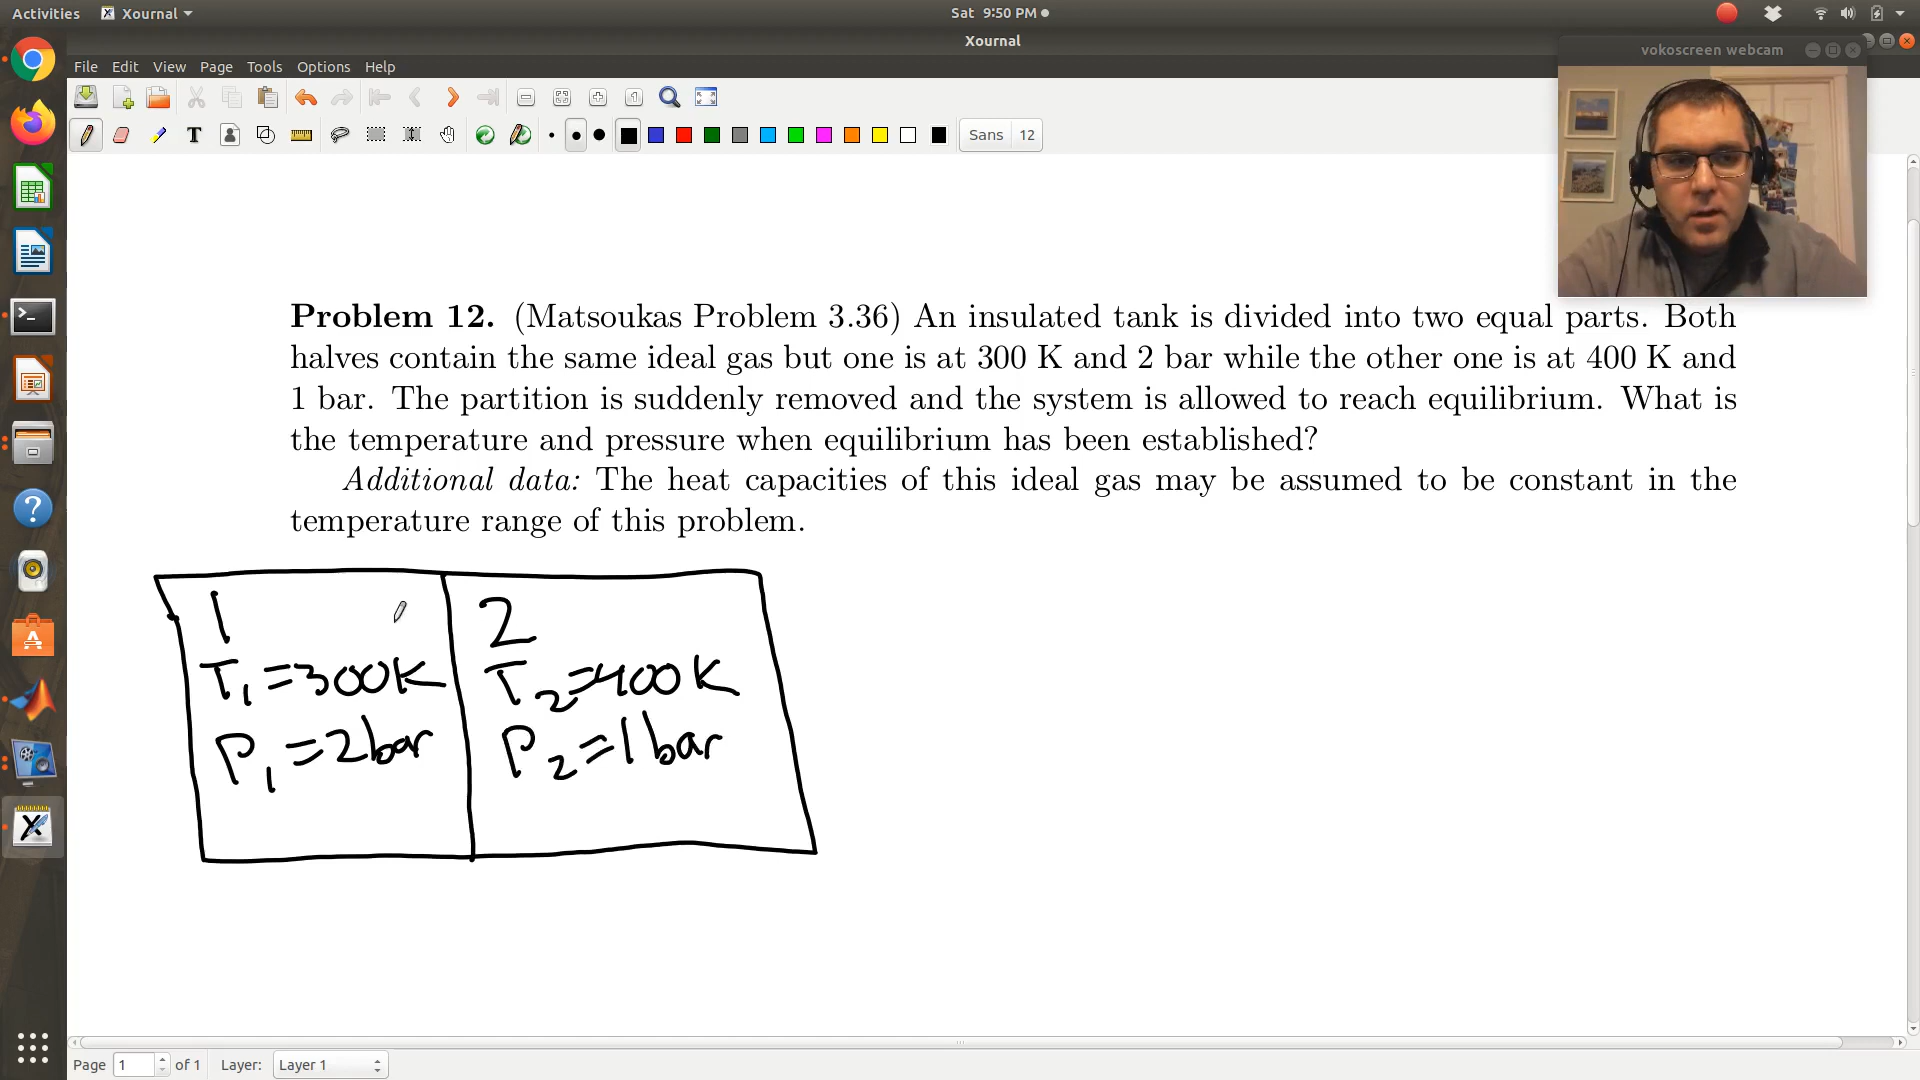 Activities Xournal Sat 9:50 PM
Xournal
vokoscreen webcam
File Edit View Page Tools Options Help
T Sans 12
Problem 12. (Matsoukas Problem 3.36) An insulated tank is divided into two equal parts. Both
halves contain the same ideal gas but one is at 300 K and 2 bar while the other one is at 400 K and
1 bar. The partition is suddenly removed and the system is allowed to reach equilibrium. What is
the temperature and pressure when equilibrium has been established?
Additional data: The heat capacities of this ideal gas may be assumed to be constant in the
temperature range of this problem.
1
T₁=300K
P₁=2bar
2
T₂=400K
P₂=1bar
Page 1 of 1 Layer: Layer 1